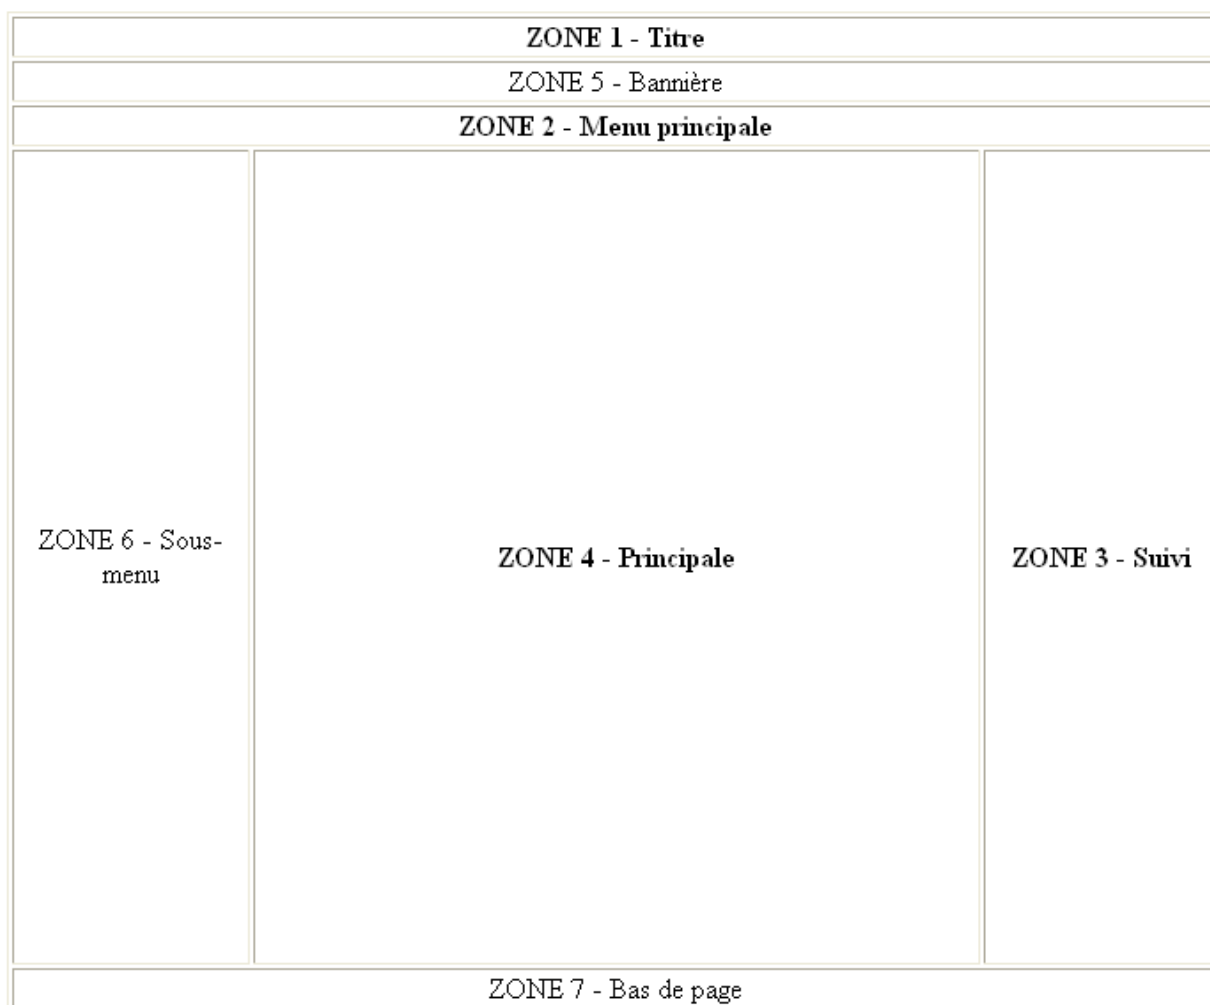 ZONE 1 - Titre
ZONE 5 - Bannière
ZONE 2 - Menu principale
ZONE 6 - Sous-
menu
ZONE 4 - Principale
ZONE 3 - Suivi
ZONE 7 - Bas de page